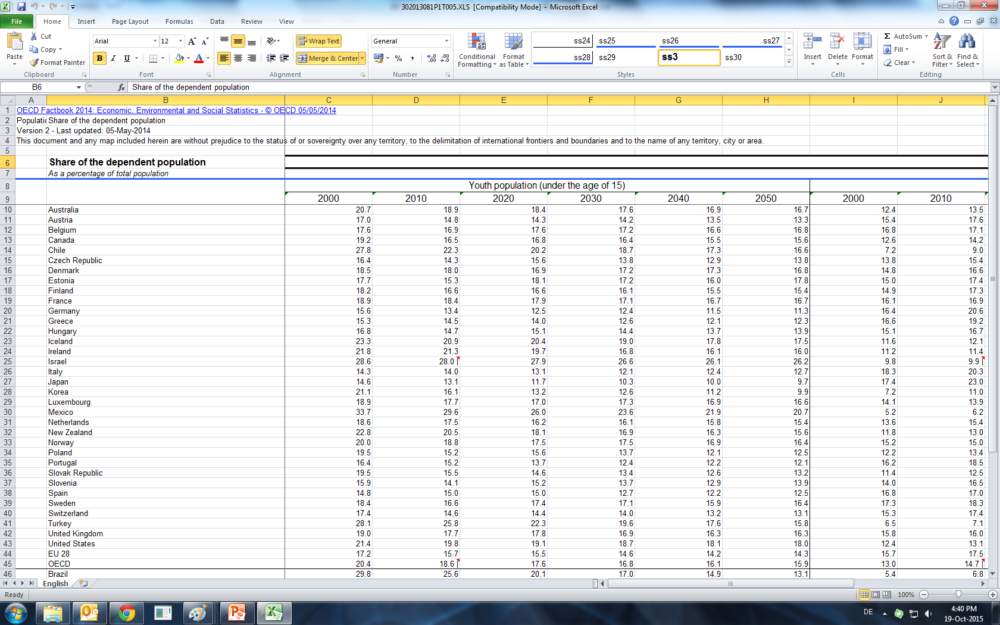 302013081P1T005.XLS [Compatibility Mode] - Microsoft Excel
File Home Insert Page Layout Formulas Data Review View
Paste Cut Copy Format Painter Clipboard
Arial 12 A A B I U A Font
Wrap Text Merge & Center Alignment
General % , Number
Conditional Formatting Format as Table ss24 ss25 ss26 ss27 ss28 ss29 ss3 ss30 Styles
Insert Delete Format Cells
Σ AutoSum Fill Clear Sort & Filter Find & Select Editing
B6 fx Share of the dependent population
A B C D E F G H I J
1 OECD Factbook 2014: Economic, Environmental and Social Statistics - © OECD 05/05/2014
2 Populatic Share of the dependent population
3 Version 2 - Last updated: 05-May-2014
4 This document and any map included herein are without prejudice to the status of or sovereignty over any territory, to the delimitation of international frontiers and boundaries and to the name of any territory, city or area.
5
6 Share of the dependent population
7 As a percentage of total population
8 Youth population (under the age of 15)
9 2000 2010 2020 2030 2040 2050 2000 2010
10 Australia 20.7 18.9 18.4 17.6 16.9 16.7 12.4 13.5
11 Austria 17.0 14.8 14.3 14.2 13.5 13.3 15.4 17.6
12 Belgium 17.6 16.9 17.6 17.2 16.6 16.8 16.8 17.1
13 Canada 19.2 16.5 16.8 16.4 15.5 15.6 12.6 14.2
14 Chile 27.8 22.3 20.2 18.7 17.3 16.6 7.2 9.0
15 Czech Republic 16.4 14.3 15.6 13.8 12.9 13.8 13.8 15.4
16 Denmark 18.5 18.0 16.9 17.2 17.3 16.8 14.8 16.6
17 Estonia 17.7 15.3 18.1 17.2 16.0 17.8 15.0 17.4
18 Finland 18.2 16.6 16.6 16.1 15.5 15.4 14.9 17.3
19 France 18.9 18.4 17.9 17.1 16.7 16.7 16.1 16.9
20 Germany 15.6 13.4 12.5 12.4 11.5 11.3 16.4 20.6
21 Greece 15.3 14.5 14.0 12.6 12.1 12.3 16.6 19.2
22 Hungary 16.8 14.7 15.1 14.4 13.7 13.9 15.1 16.7
23 Iceland 23.3 20.9 20.4 19.0 17.8 17.5 11.6 12.1
24 Ireland 21.8 21.3 19.7 16.8 16.1 16.0 11.2 11.4
25 Israel 28.6 28.0 | 27.9 26.6 26.1 26.2 9.8 9.9 |
26 Italy 14.3 14.0 13.1 12.1 12.4 12.7 18.3 20.3
27 Japan 14.6 13.1 11.7 10.3 10.0 9.7 17.4 23.0
28 Korea 21.1 16.1 13.2 12.6 11.2 9.9 7.2 11.0
29 Luxembourg 18.9 17.7 17.0 17.3 16.9 16.6 14.1 13.9
30 Mexico 33.7 29.6 26.0 23.6 21.9 20.7 5.2 6.2
31 Netherlands 18.6 17.5 16.2 16.1 15.8 15.4 13.6 15.4
32 New Zealand 22.8 20.5 18.1 16.9 16.3 15.6 11.8 13.0
33 Norway 20.0 18.8 17.5 17.5 16.9 16.4 15.2 15.0
34 Poland 19.5 15.2 15.6 13.7 12.1 12.5 12.2 13.4
35 Portugal 16.4 15.2 13.7 12.4 12.2 12.1 16.2 18.5
36 Slovak Republic 19.5 15.5 14.6 13.4 12.6 13.2 11.4 12.5
37 Slovenia 15.9 14.1 15.2 13.7 12.9 13.9 14.0 16.5
38 Spain 14.8 15.0 15.0 12.7 12.2 12.5 16.8 17.0
39 Sweden 18.4 16.6 17.4 17.1 15.9 16.4 17.3 18.3
40 Switzerland 17.4 14.6 14.4 14.0 13.2 13.1 15.3 17.4
41 Turkey 28.1 25.8 22.3 19.6 17.6 15.8 6.5 7.1
42 United Kingdom 19.0 17.7 17.8 16.9 16.3 16.3 15.8 16.0
43 United States 21.4 19.8 19.1 18.7 18.1 18.0 12.4 13.1
44 EU 28 17.2 15.7 15.5 14.6 14.2 14.3 15.7 17.5
45 OECD 20.4 18.6 | 17.6 16.8 16.1 15.9 13.0 14.7 |
46 Brazil 29.8 25.6 20.1 17.0 14.9 13.1 5.4 6.8
English
Ready 100%
DE 4:40 PM
19-Oct-2015